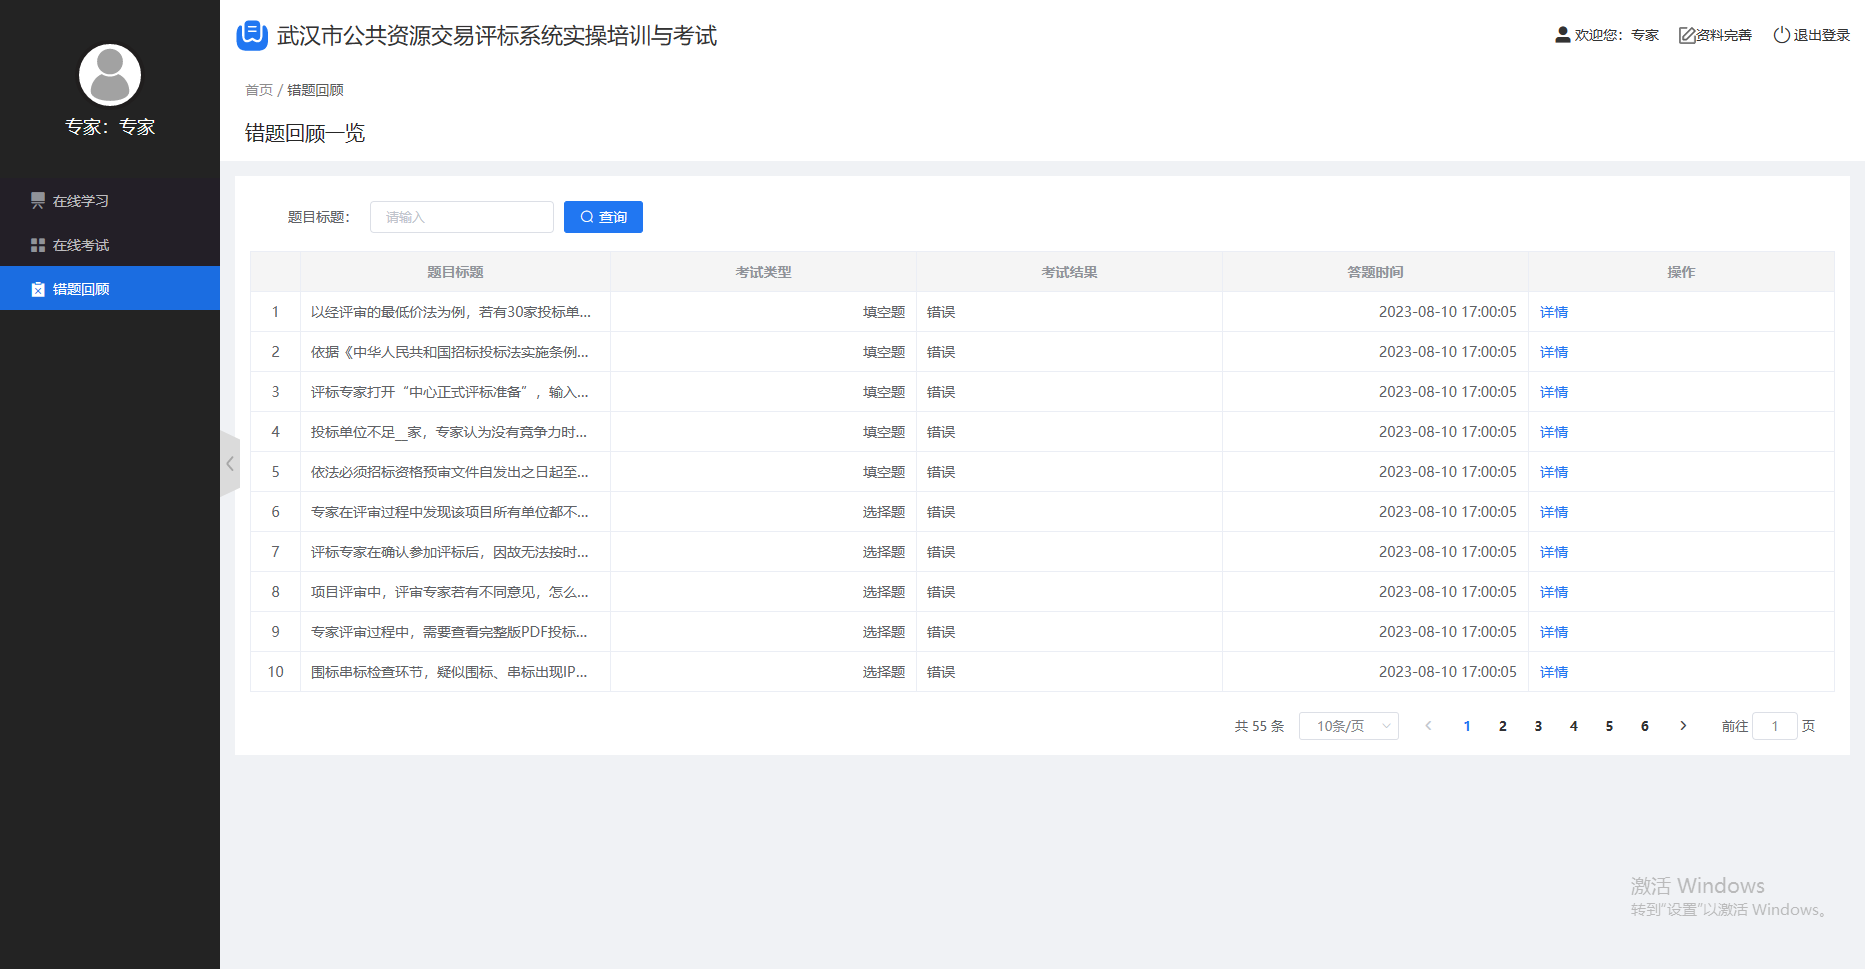 武汉市公共资源交易评标系统实操培训与考试
欢迎您：专家 资料完善 退出登录
专家：专家
在线学习
在线考试
错题回顾
首页 / 错题回顾
错题回顾一览
题目标题： 请输入 查询
题目标题 考试类型 考试结果 答题时间 操作
1 以经评审的最低价法为例，若有30家投标单... 填空题 错误 2023-08-10 17:00:05 详情
2 依据《中华人民共和国招标投标法实施条例... 填空题 错误 2023-08-10 17:00:05 详情
3 评标专家打开“中心正式评标准备”，输入... 填空题 错误 2023-08-10 17:00:05 详情
4 投标单位不足__家，专家认为没有竞争力时... 填空题 错误 2023-08-10 17:00:05 详情
5 依法必须招标资格预审文件自发出之日起至... 填空题 错误 2023-08-10 17:00:05 详情
6 专家在评审过程中发现该项目所有单位都不... 选择题 错误 2023-08-10 17:00:05 详情
7 评标专家在确认参加评标后，因故无法按时... 选择题 错误 2023-08-10 17:00:05 详情
8 项目评审中，评审专家若有不同意见，怎么... 选择题 错误 2023-08-10 17:00:05 详情
9 专家评审过程中，需要查看完整版PDF投标... 选择题 错误 2023-08-10 17:00:05 详情
10 围标串标检查环节，疑似围标、串标出现IP... 选择题 错误 2023-08-10 17:00:05 详情
共 55 条 10条/页 1 2 3 4 5 6 前往 1 页
激活 Windows
转到“设置”以激活 Windows。